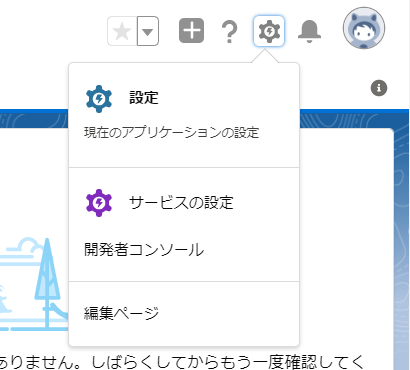 設定
現在のアプリケーションの設定
サービスの設定
開発者コンソール
編集ページ
ありません。しばらくしてからもう一度確認してく